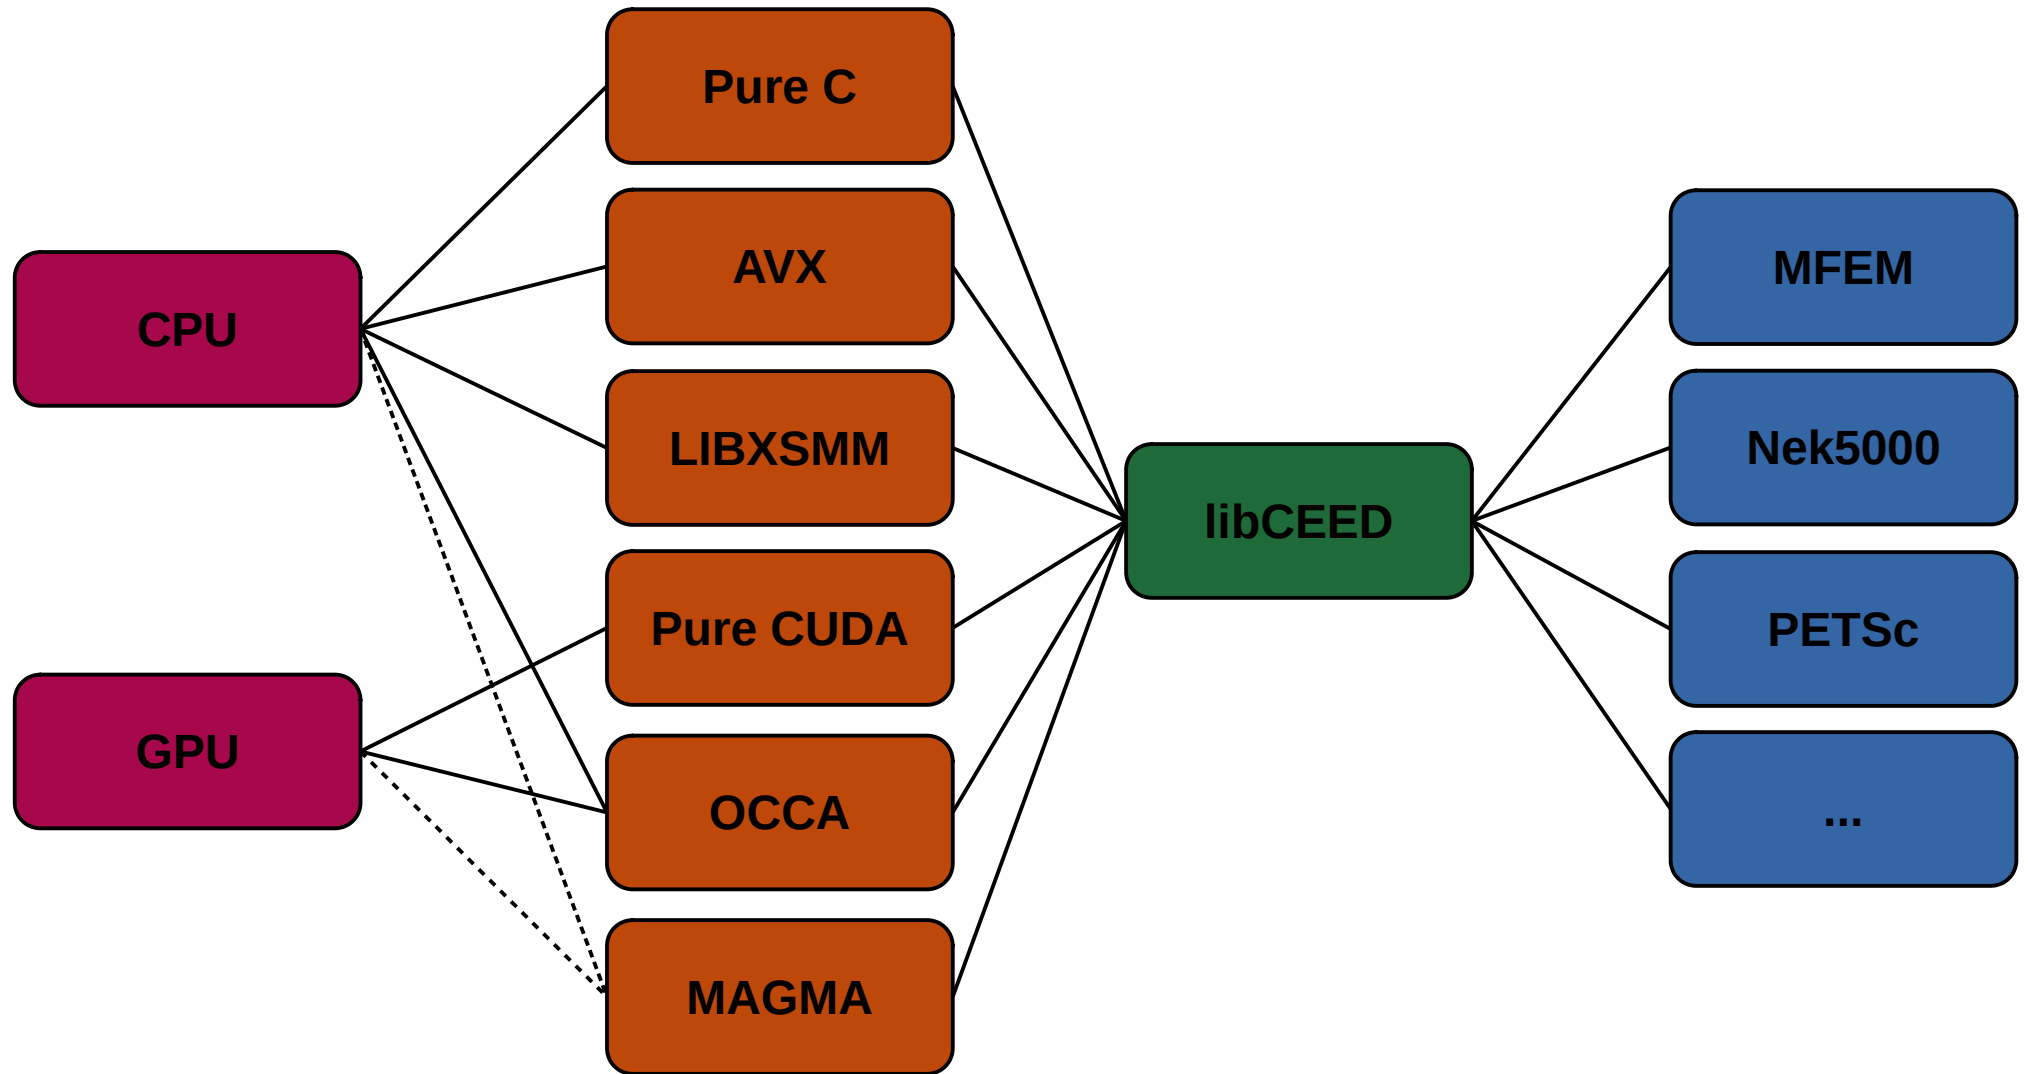 CPU
GPU
Pure C
AVX
LIBXSMM
Pure CUDA
OCCA
MAGMA
libCEED
MFEM
Nek5000
PETSc
...